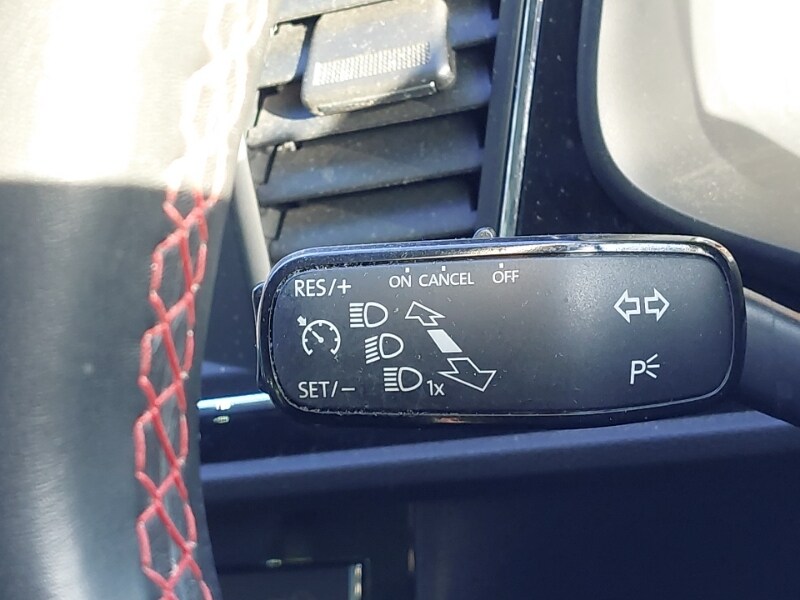 RES/+
ON CANCEL OFF
SET/−
1x
P